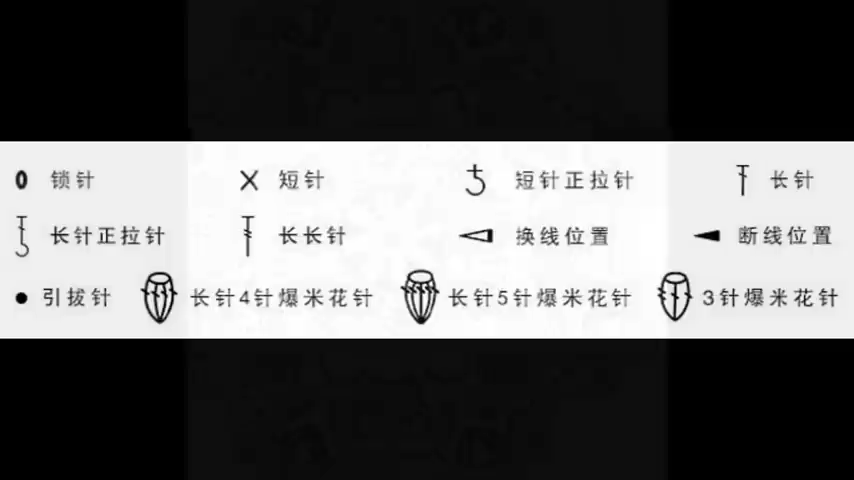 锁针 短针 短针正拉针 长针
长针正拉针 长长针 换线位置 断线位置
引拔针 长针4针爆米花针 长针5针爆米花针 3针爆米花针